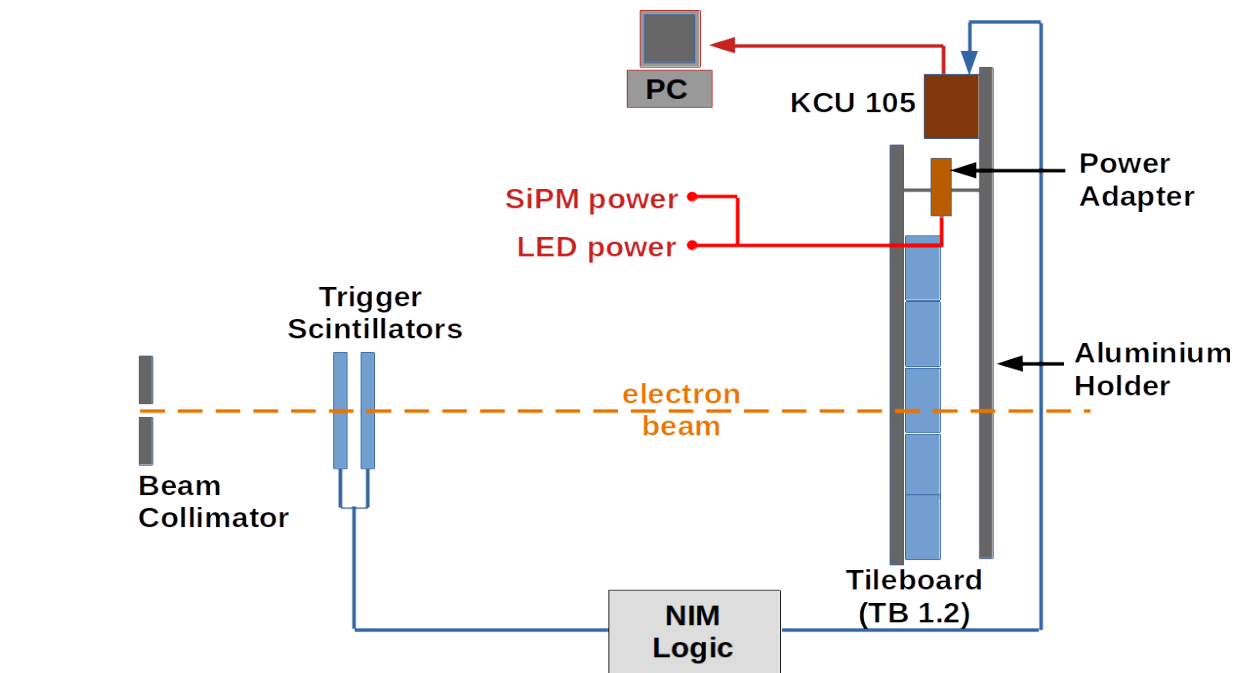 PC
KCU 105
Power
Adapter
SiPM power
LED power
Trigger
Scintillators
Aluminium
Holder
electron
beam
Beam
Collimator
Tileboard
(TB 1.2)
NIM
Logic